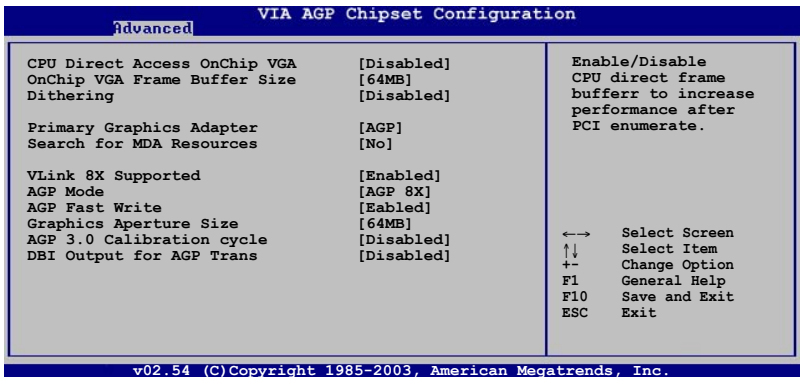 VIA AGP Chipset Configuration
Advanced
CPU Direct Access OnChip VGA [Disabled]
OnChip VGA Frame Buffer Size [64MB]
Dithering [Disabled]
Primary Graphics Adapter [AGP]
Search for MDA Resources [No]
VLink 8X Supported [Enabled]
AGP Mode [AGP 8X]
AGP Fast Write [Eabled]
Graphics Aperture Size [64MB]
AGP 3.0 Calibration cycle [Disabled]
DBI Output for AGP Trans [Disabled]
Enable/Disable
CPU direct frame
bufferr to increase
performance after
PCI enumerate.
←→ Select Screen
↑↓ Select Item
+- Change Option
F1 General Help
F10 Save and Exit
ESC Exit
v02.54 (C)Copyright 1985-2003, American Megatrends, Inc.